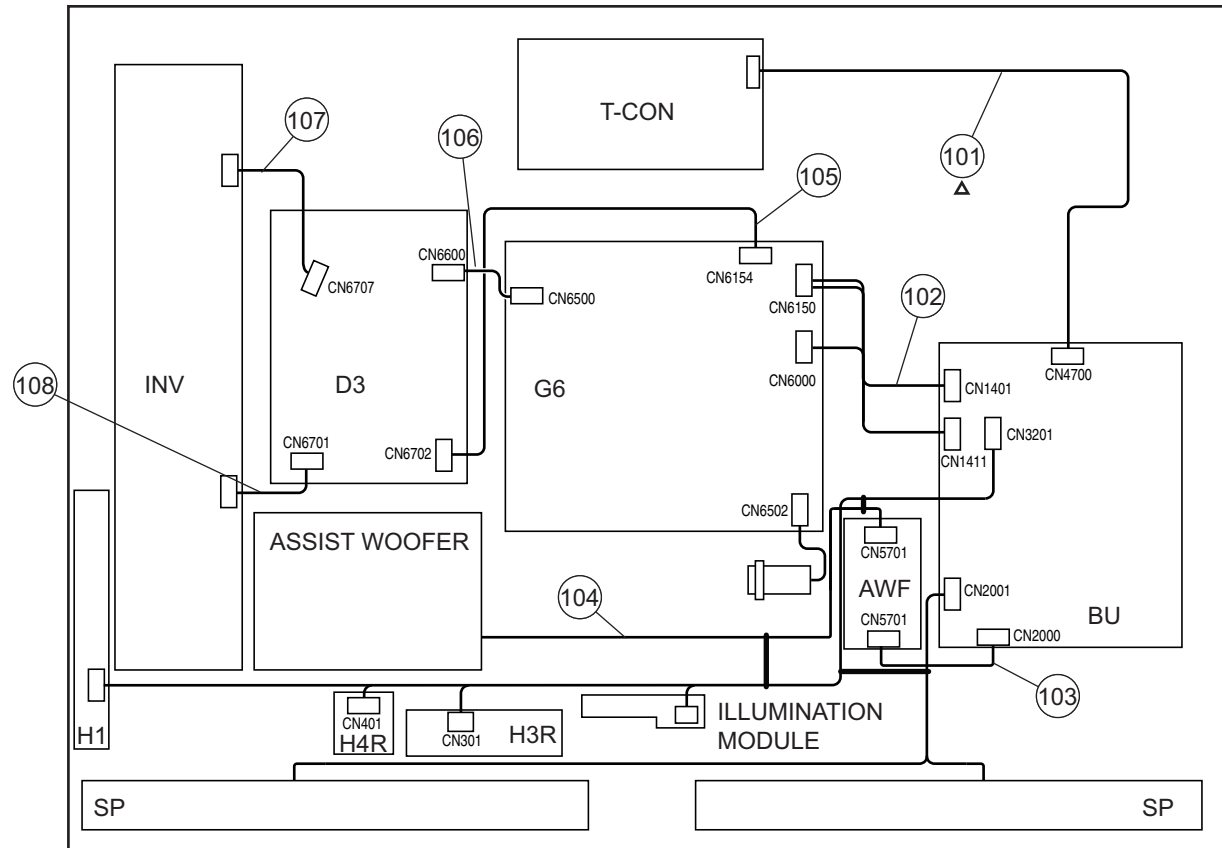 T-CON
107
106
101
105
CN6600
CN6154
CN6707
CN6500
CN6150
102
CN6000
CN4700
108
INV
D3
G6
CN1401
CN6701
CN6702
CN1411
CN3201
CN6502
ASSIST WOOFER
CN5701
AWF
104
CN2001
CN5701
BU
CN2000
103
CN401
H1
H4R
CN301
H3R
ILLUMINATION
MODULE
SP
SP